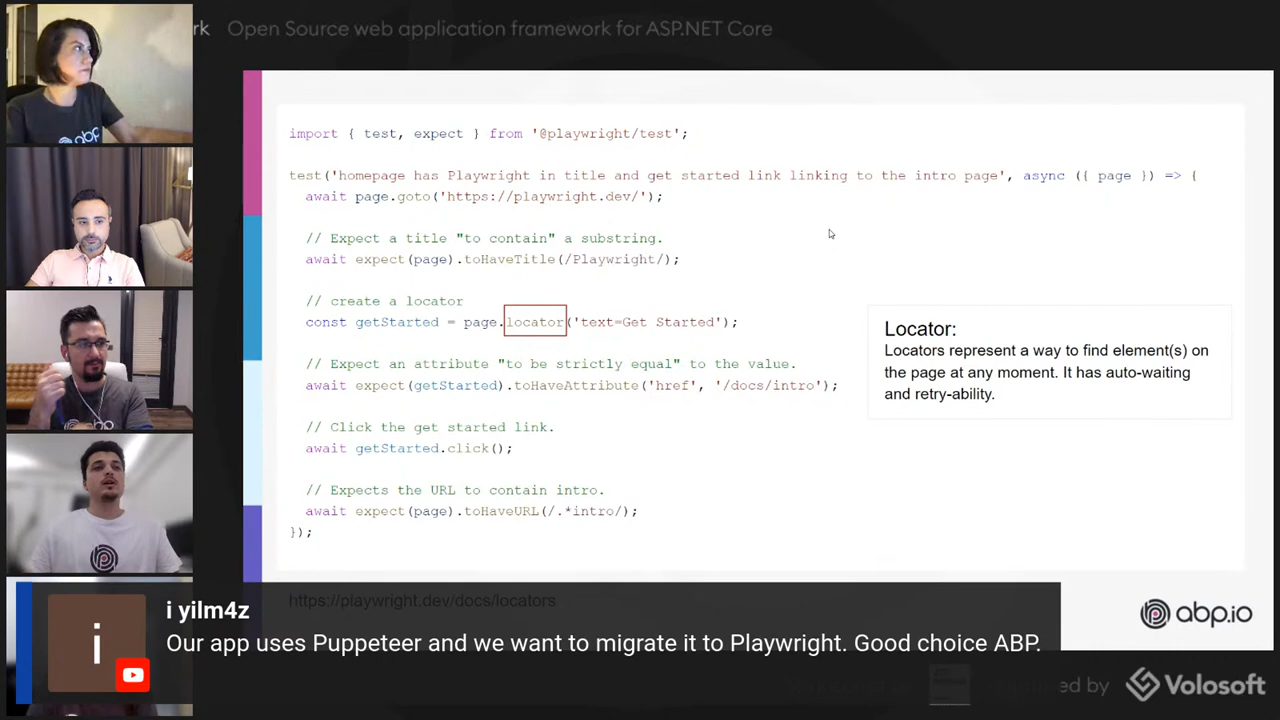 rk Open Source web application framework for ASP.NET Core
abp.io
abp
import { test, expect } from '@playwright/test';
test('homepage has Playwright in title and get started link linking to the intro page', async ({ page }) => {
await page.goto('https://playwright.dev/');
// Expect a title "to contain" a substring.
await expect(page).toHaveTitle(/Playwright/);
// create a locator
const getStarted = page.locator('text=Get Started');
// Expect an attribute "to be strictly equal" to the value.
await expect(getStarted).toHaveAttribute('href', '/docs/intro');
// Click the get started link.
await getStarted.click();
// Expects the URL to contain intro.
await expect(page).toHaveURL(/.*intro/);
});
Locator:
Locators represent a way to find element(s) on
the page at any moment. It has auto-waiting
and retry-ability.
https://playwright.dev/docs/locators
abp.io
i
i yilm4z
Our app uses Puppeteer and we want to migrate it to Playwright. Good choice ABP.
ed by
Volosoft